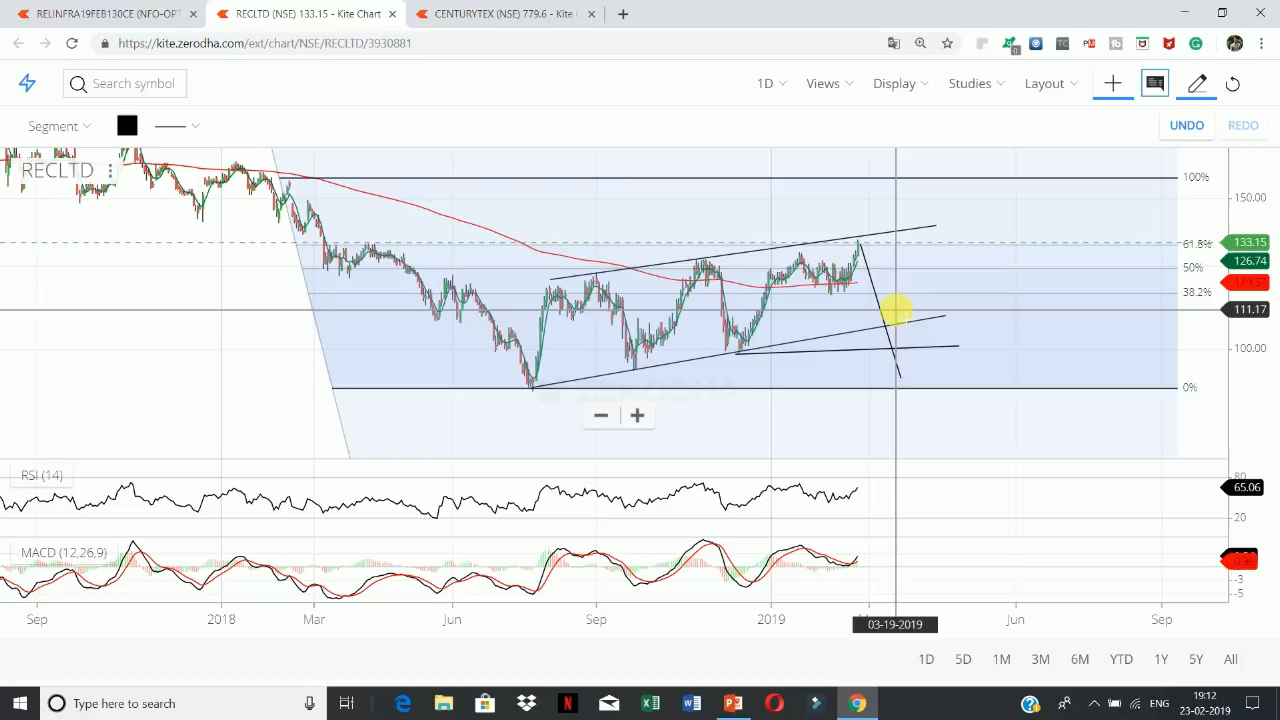 RELINFRA19FEB130CE (NFO-OPT
RECLTD (NSE) 133.15 - Kite Chart
CENTURYTEX (NSE) 779.6 - Kite C
https://kite.zerodha.com/ext/chart/NSE/RECLTD/3930881
Search symbol
1D
Views
Display
Studies
Layout
Segment
UNDO
REDO
RECLTD
100%
61.8%
50%
38.2%
0%
150.00
133.15
126.74
111.17
100.00
ZERODHA
RSI (14)
80
65.06
20
MACD (12,26,9)
-3
-5
Sep
2018
Mar
Jun
Sep
2019
03-19-2019
Jun
Sep
1D
5D
1M
3M
6M
YTD
1Y
5Y
All
Type here to search
ENG
19:12
23-02-2019